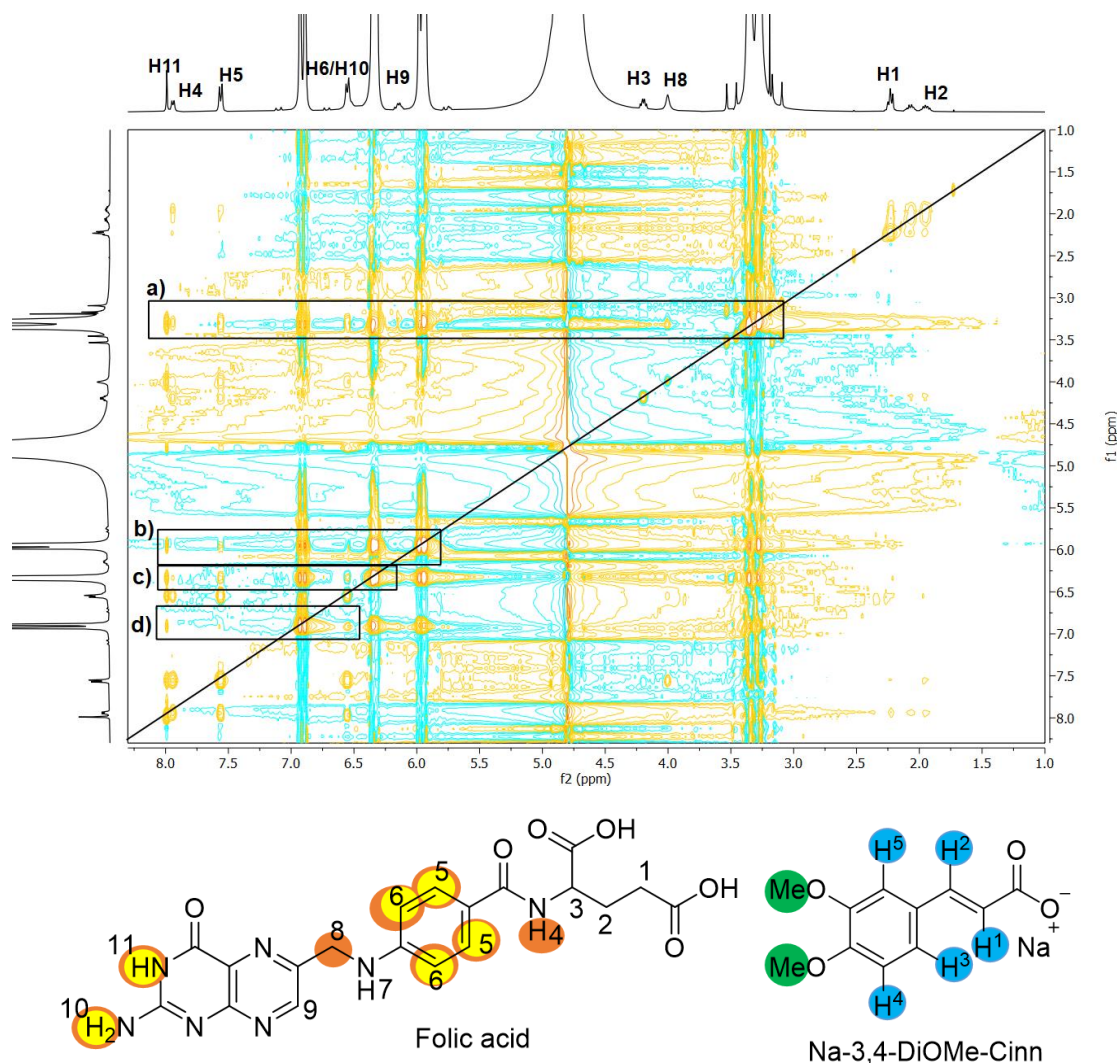 H11 H4 H5 H6/H10 H9 H3 H8 H1 H2
a)
b)
c)
d)
1.0
1.5
2.0
2.5
3.0
3.5
4.0
4.5
5.0
5.5
6.0
6.5
7.0
7.5
8.0
f1 (ppm)
8.0 7.5 7.0 6.5 6.0 5.5 5.0 4.5 4.0 3.5 3.0 2.5 2.0 1.5 1.0
f2 (ppm)
O OH
O
5
1
O
6
N
H4
3
2
OH
O
8
5
11
HN
N
N
H7
6
10
H2N
N
N
9
Folic acid
H5 H2 O
Me O
O−
Na+
H1
Me O
H3
H4
Na-3,4-DiOMe-Cinn